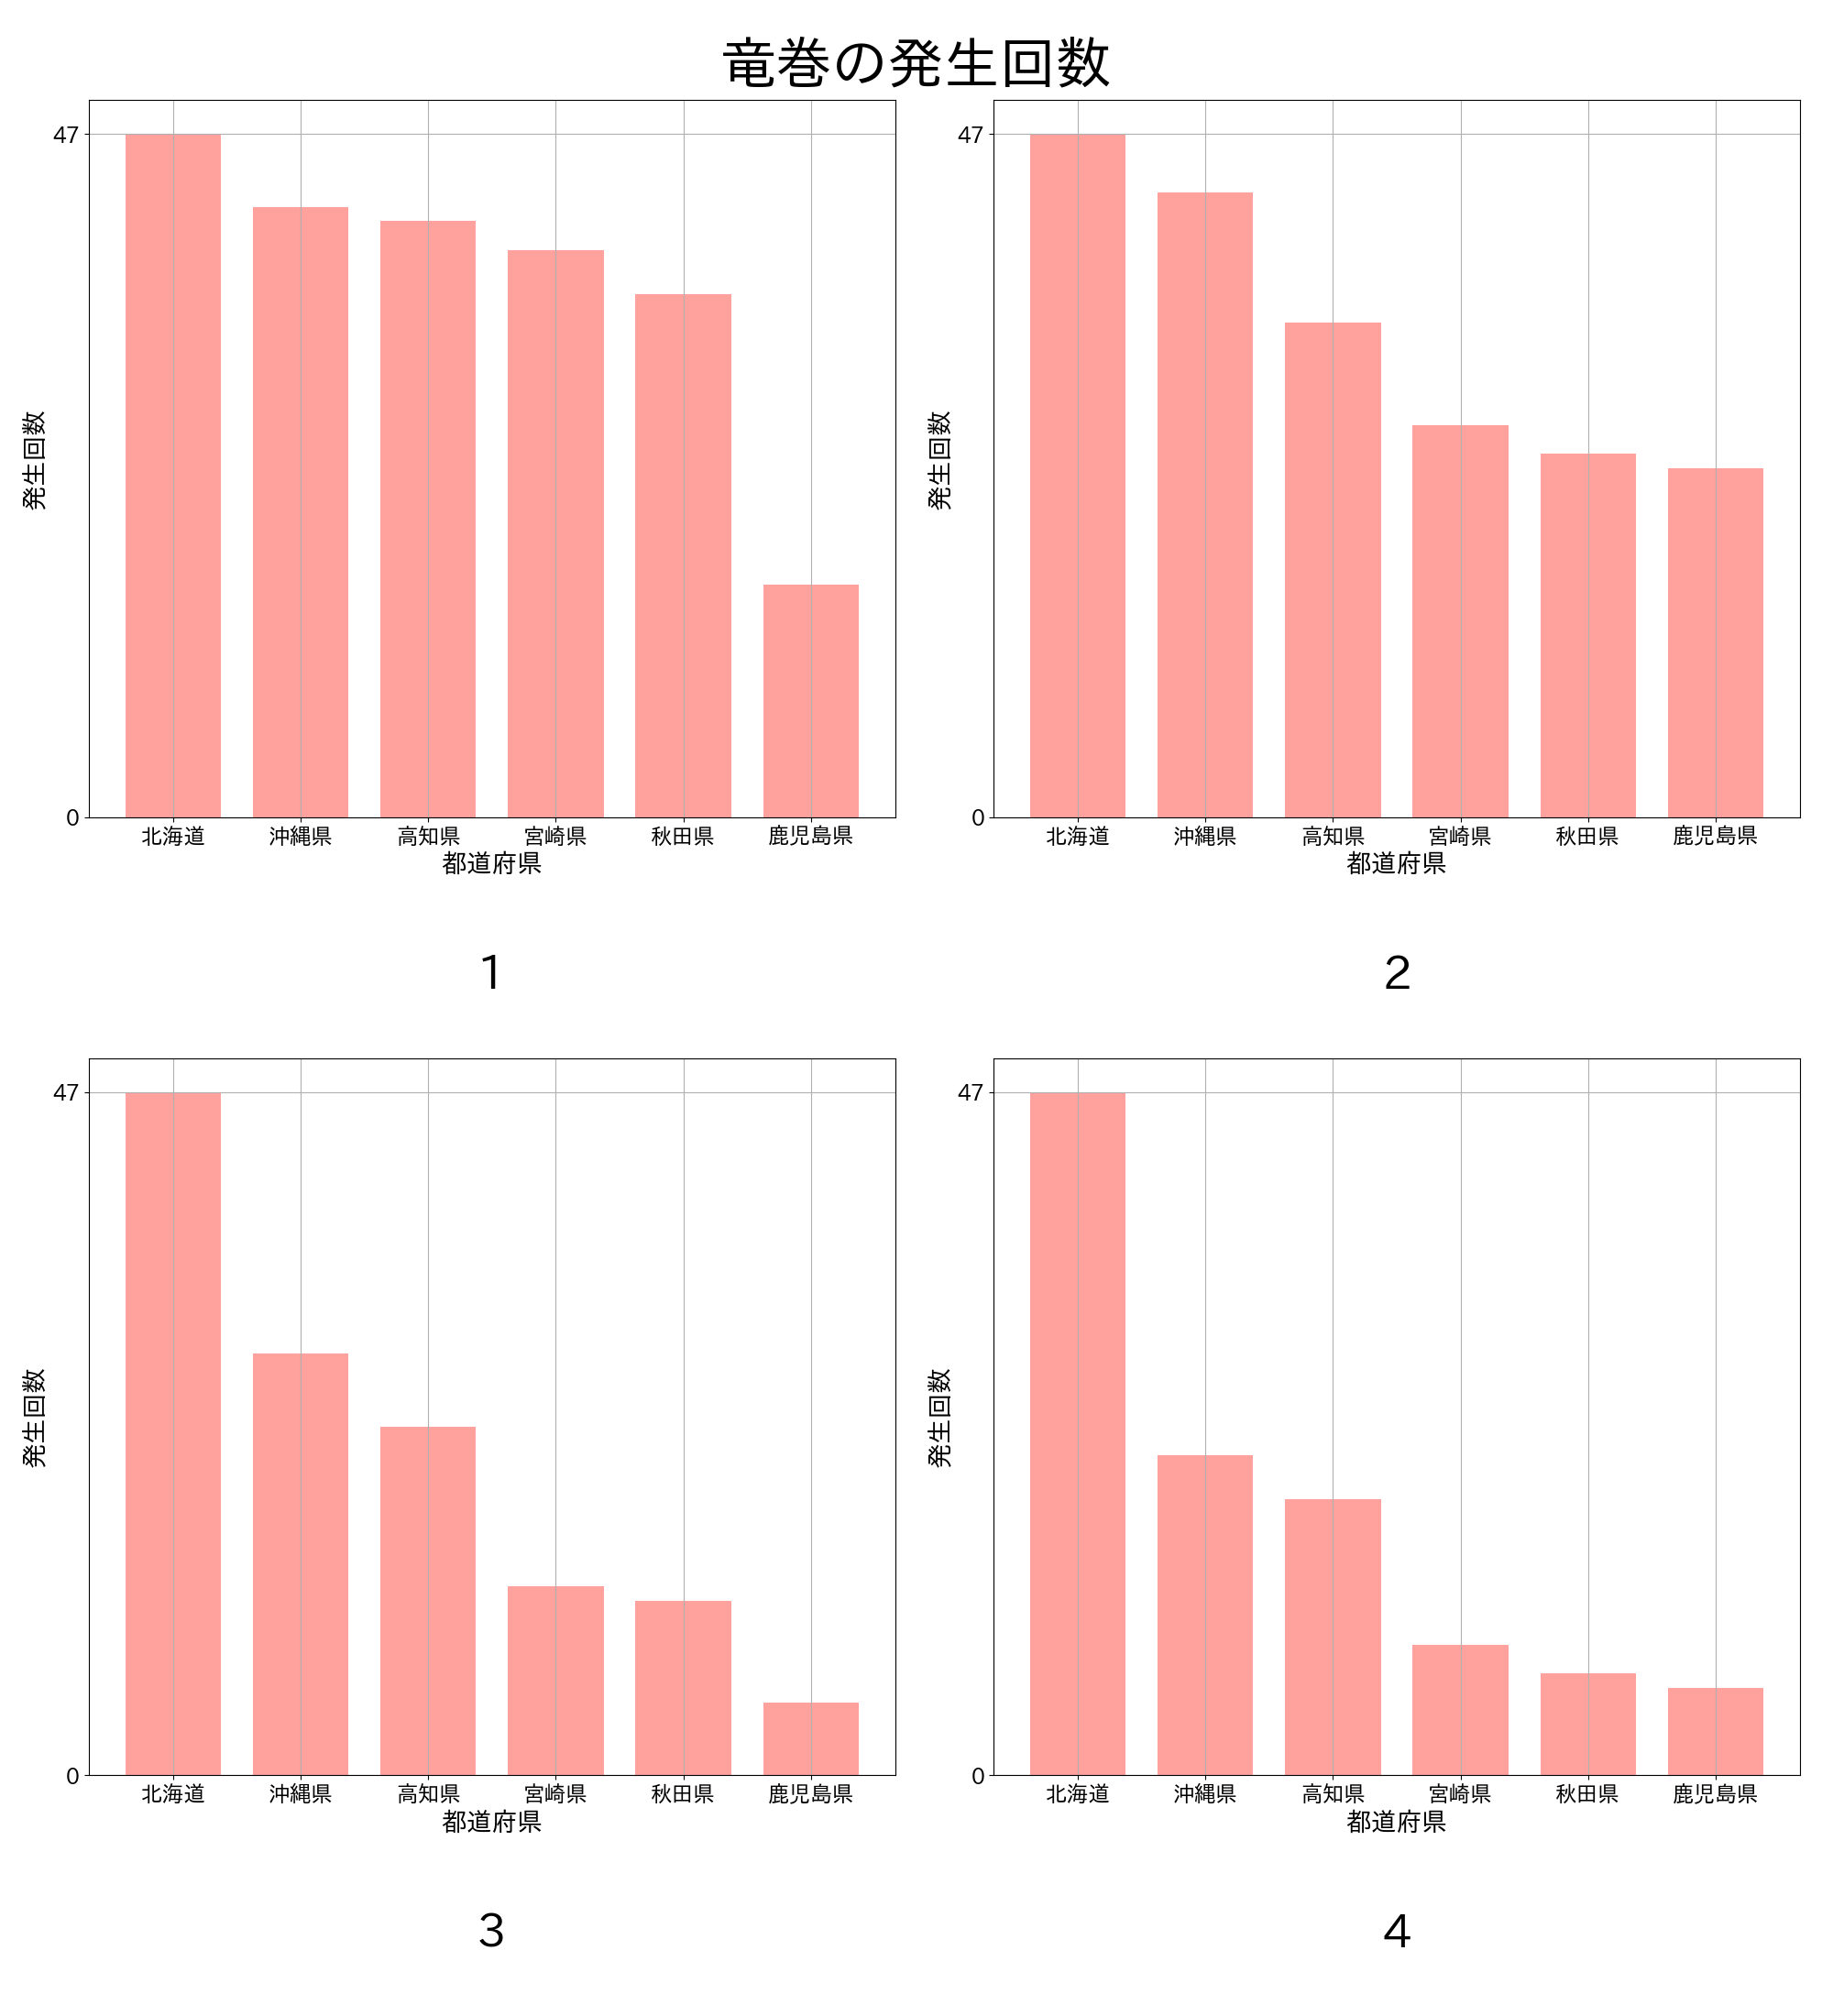 竜巻の発生回数
47
0
発生回数
北海道 沖縄県 高知県 宮崎県 秋田県 鹿児島県
都道府県
1
47
0
発生回数
北海道 沖縄県 高知県 宮崎県 秋田県 鹿児島県
都道府県
2
47
0
発生回数
北海道 沖縄県 高知県 宮崎県 秋田県 鹿児島県
都道府県
3
47
0
発生回数
北海道 沖縄県 高知県 宮崎県 秋田県 鹿児島県
都道府県
4